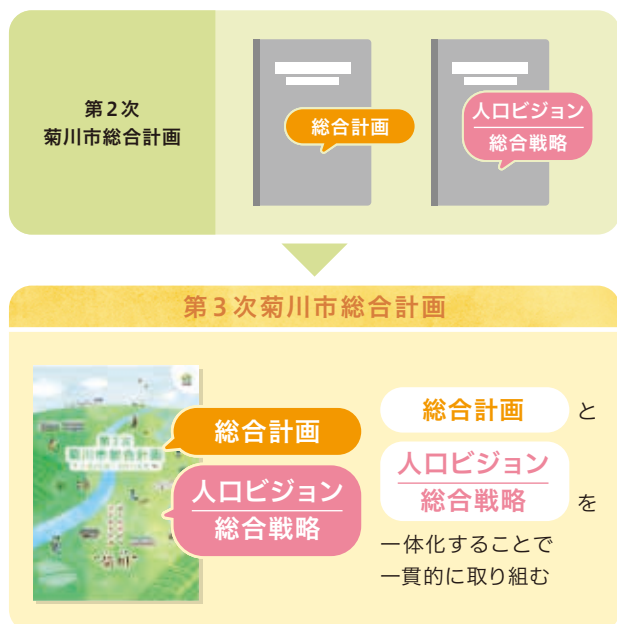 第2次
菊川市総合計画
総合計画
人口ビジョン
総合戦略
第3次菊川市総合計画
第3次
菊川市総合計画
総合計画
人口ビジョン
総合戦略
総合計画 と
人口ビジョン
総合戦略 を
一体化することで
一貫的に取り組む